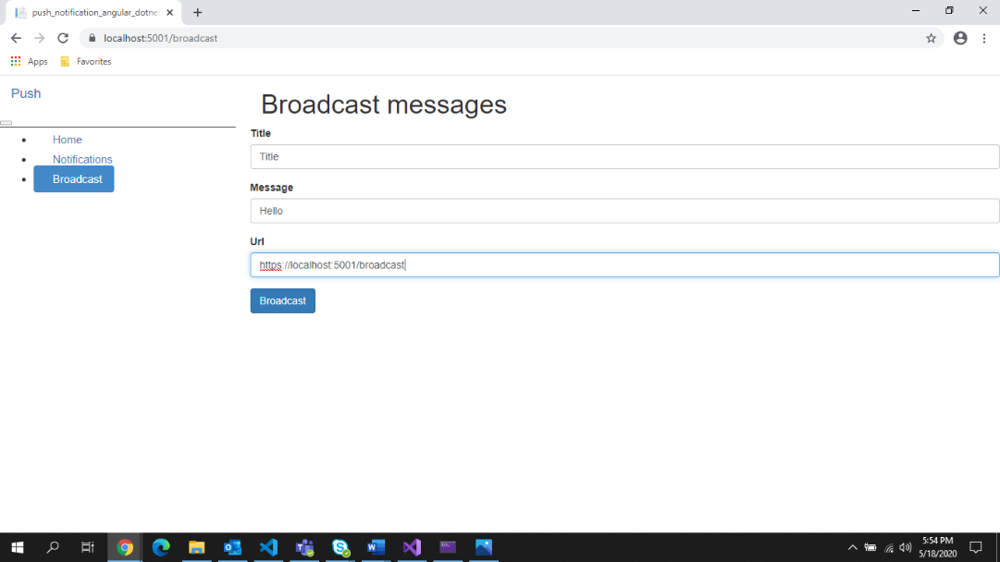 push_notification_angular_dotnet
localhost:5001/broadcast
Apps Favorites
Push
Broadcast messages
Title
Title
Home
Notifications
Broadcast
Message
Hello
Url
https://localhost:5001/broadcast
Broadcast
5:54 PM
5/18/2020